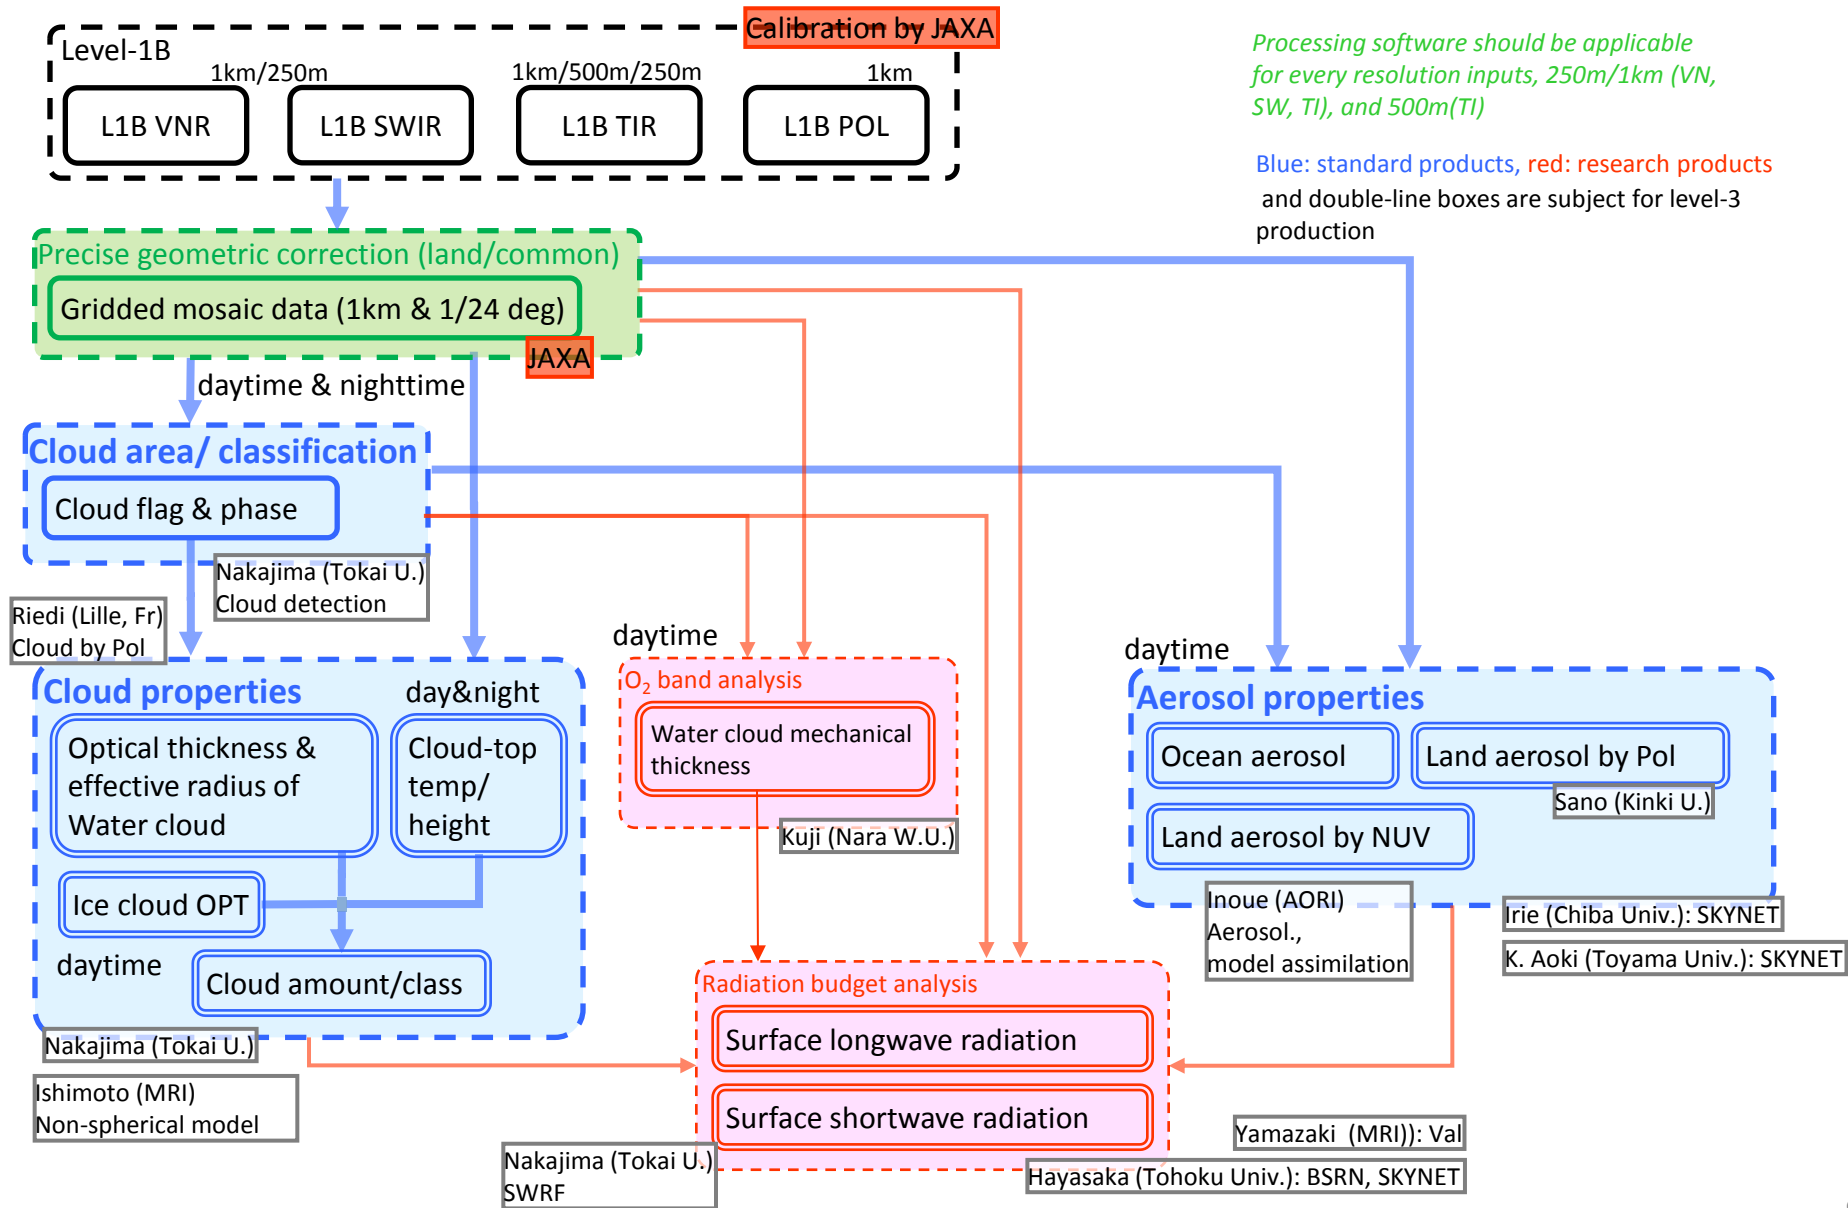 Calibration by JAXA
Level-1B
1km/250m
1km/500m/250m
1km
L1B VNR
L1B SWIR
L1B TIR
L1B POL
Processing software should be applicable
for every resolution inputs, 250m/1km (VN,
SW, TI), and 500m(TI)
Blue: standard products, red: research products
and double-line boxes are subject for level-3
production
Precise geometric correction (land/common)
Gridded mosaic data (1km & 1/24 deg)
JAXA
daytime & nighttime
Cloud area/ classification
Cloud flag & phase
Nakajima (Tokai U.)
Cloud detection
Riedi (Lille, Fr)
Cloud by Pol
Cloud properties
day&night
Optical thickness &
effective radius of
Water cloud
Cloud-top
temp/
height
Ice cloud OPT
daytime
Cloud amount/class
Nakajima (Tokai U.)
Ishimoto (MRI)
Non-spherical model
daytime
O₂ band analysis
Water cloud mechanical
thickness
Kuji (Nara W.U.)
daytime
Aerosol properties
Ocean aerosol
Land aerosol by Pol
Sano (Kinki U.)
Land aerosol by NUV
Inoue (AORI)
Aerosol.,
model assimilation
Irie (Chiba Univ.): SKYNET
K. Aoki (Toyama Univ.): SKYNET
Radiation budget analysis
Surface longwave radiation
Surface shortwave radiation
Nakajima (Tokai U.)
SWRF
Yamazaki (MRI)): Val
Hayasaka (Tohoku Univ.): BSRN, SKYNET